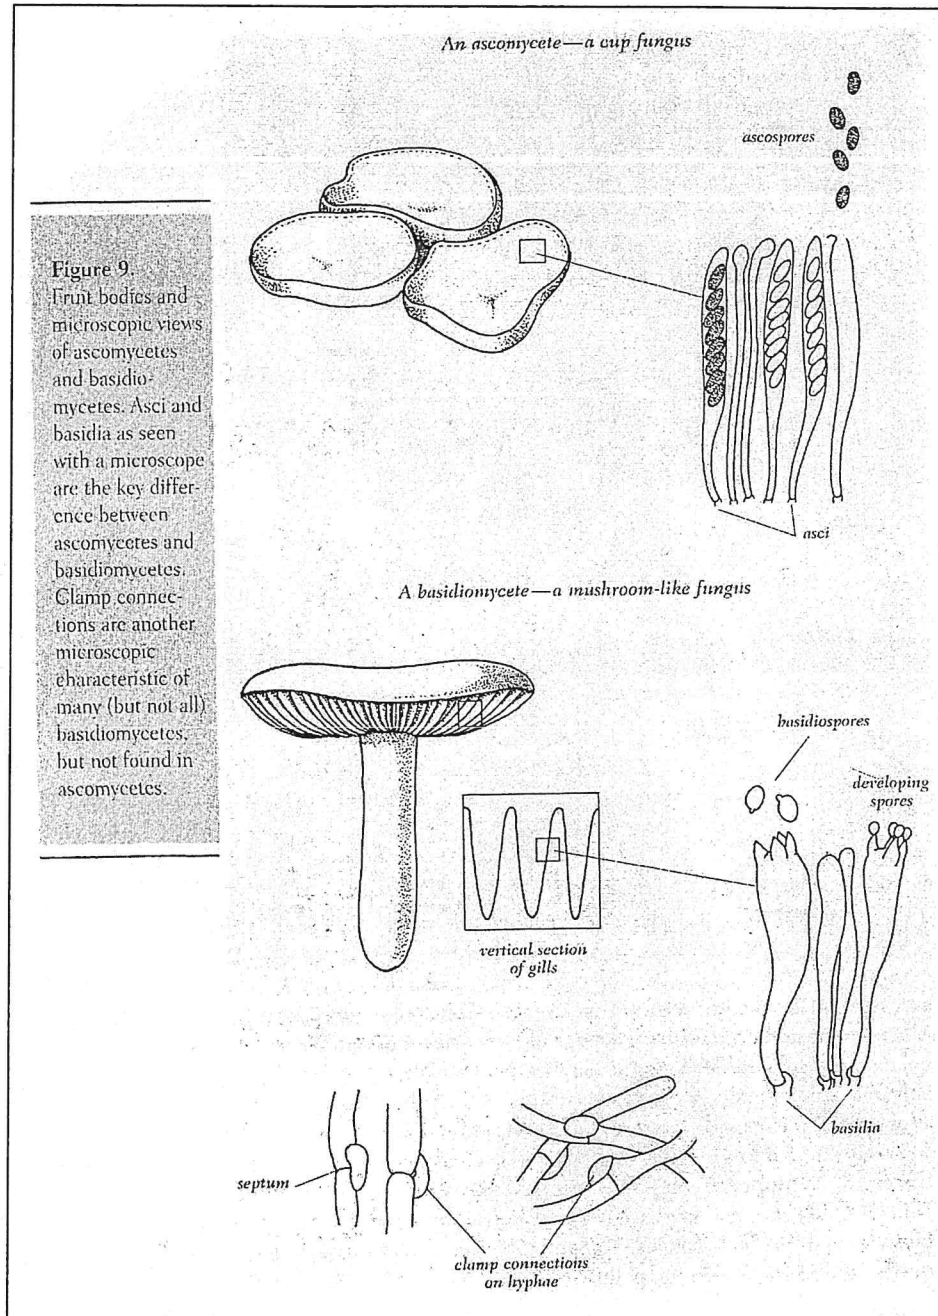 An ascomycete—a cup fungus
ascospores
Figure 9.
Fruit bodies and
microscopic views
of ascomycetes
and basidio-
mycetes. Asci and
basidia as seen
with a microscope
are the key differ-
ence between
ascomycetes and
basidiomycetes.
Clamp connec-
tions are another
microscopic
characteristic of
many (but not all)
basidiomycetes,
but not found in
ascomycetes.
asci
A basidiomycete—a mushroom-like fungus
basidiospores
developing
spores
vertical section
of gills
basidia
septum
clamp connections
on hyphae